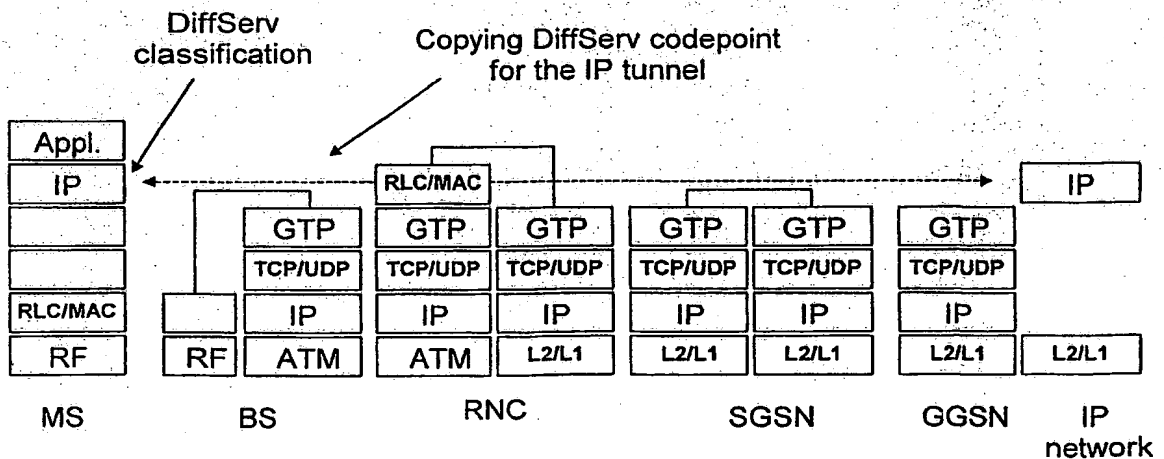 DiffServ
classification
Copying DiffServ codepoint
for the IP tunnel
Appl.
IP RLC/MAC IP
GTP GTP GTP GTP GTP GTP
TCP/UDP TCP/UDP TCP/UDP TCP/UDP TCP/UDP TCP/UDP
RLC/MAC IP IP IP IP IP IP
RF RF ATM ATM L2/L1 L2/L1 L2/L1 L2/L1 L2/L1
MS BS RNC SGSN GGSN IP
network